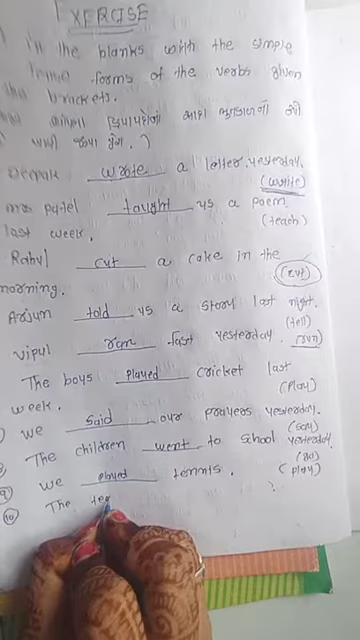 EXERCISE
in the blanks with the simple
forms of the verbs given
brackets.
Deepak wrote a letter yesterday.
(write)
mrs patel taught us a poem
last week. (teach)
Rahul cut a cake in the
morning. (cut)
Arjun told us a story last night.
(tell)
Vipul ran fast yesterday. (run)
The boys played cricket last
week. (play)
We said our prayers yesterday.
(say)
The children went to school yesterday.
(go)
9 We played tennis. (play)
10 The tea